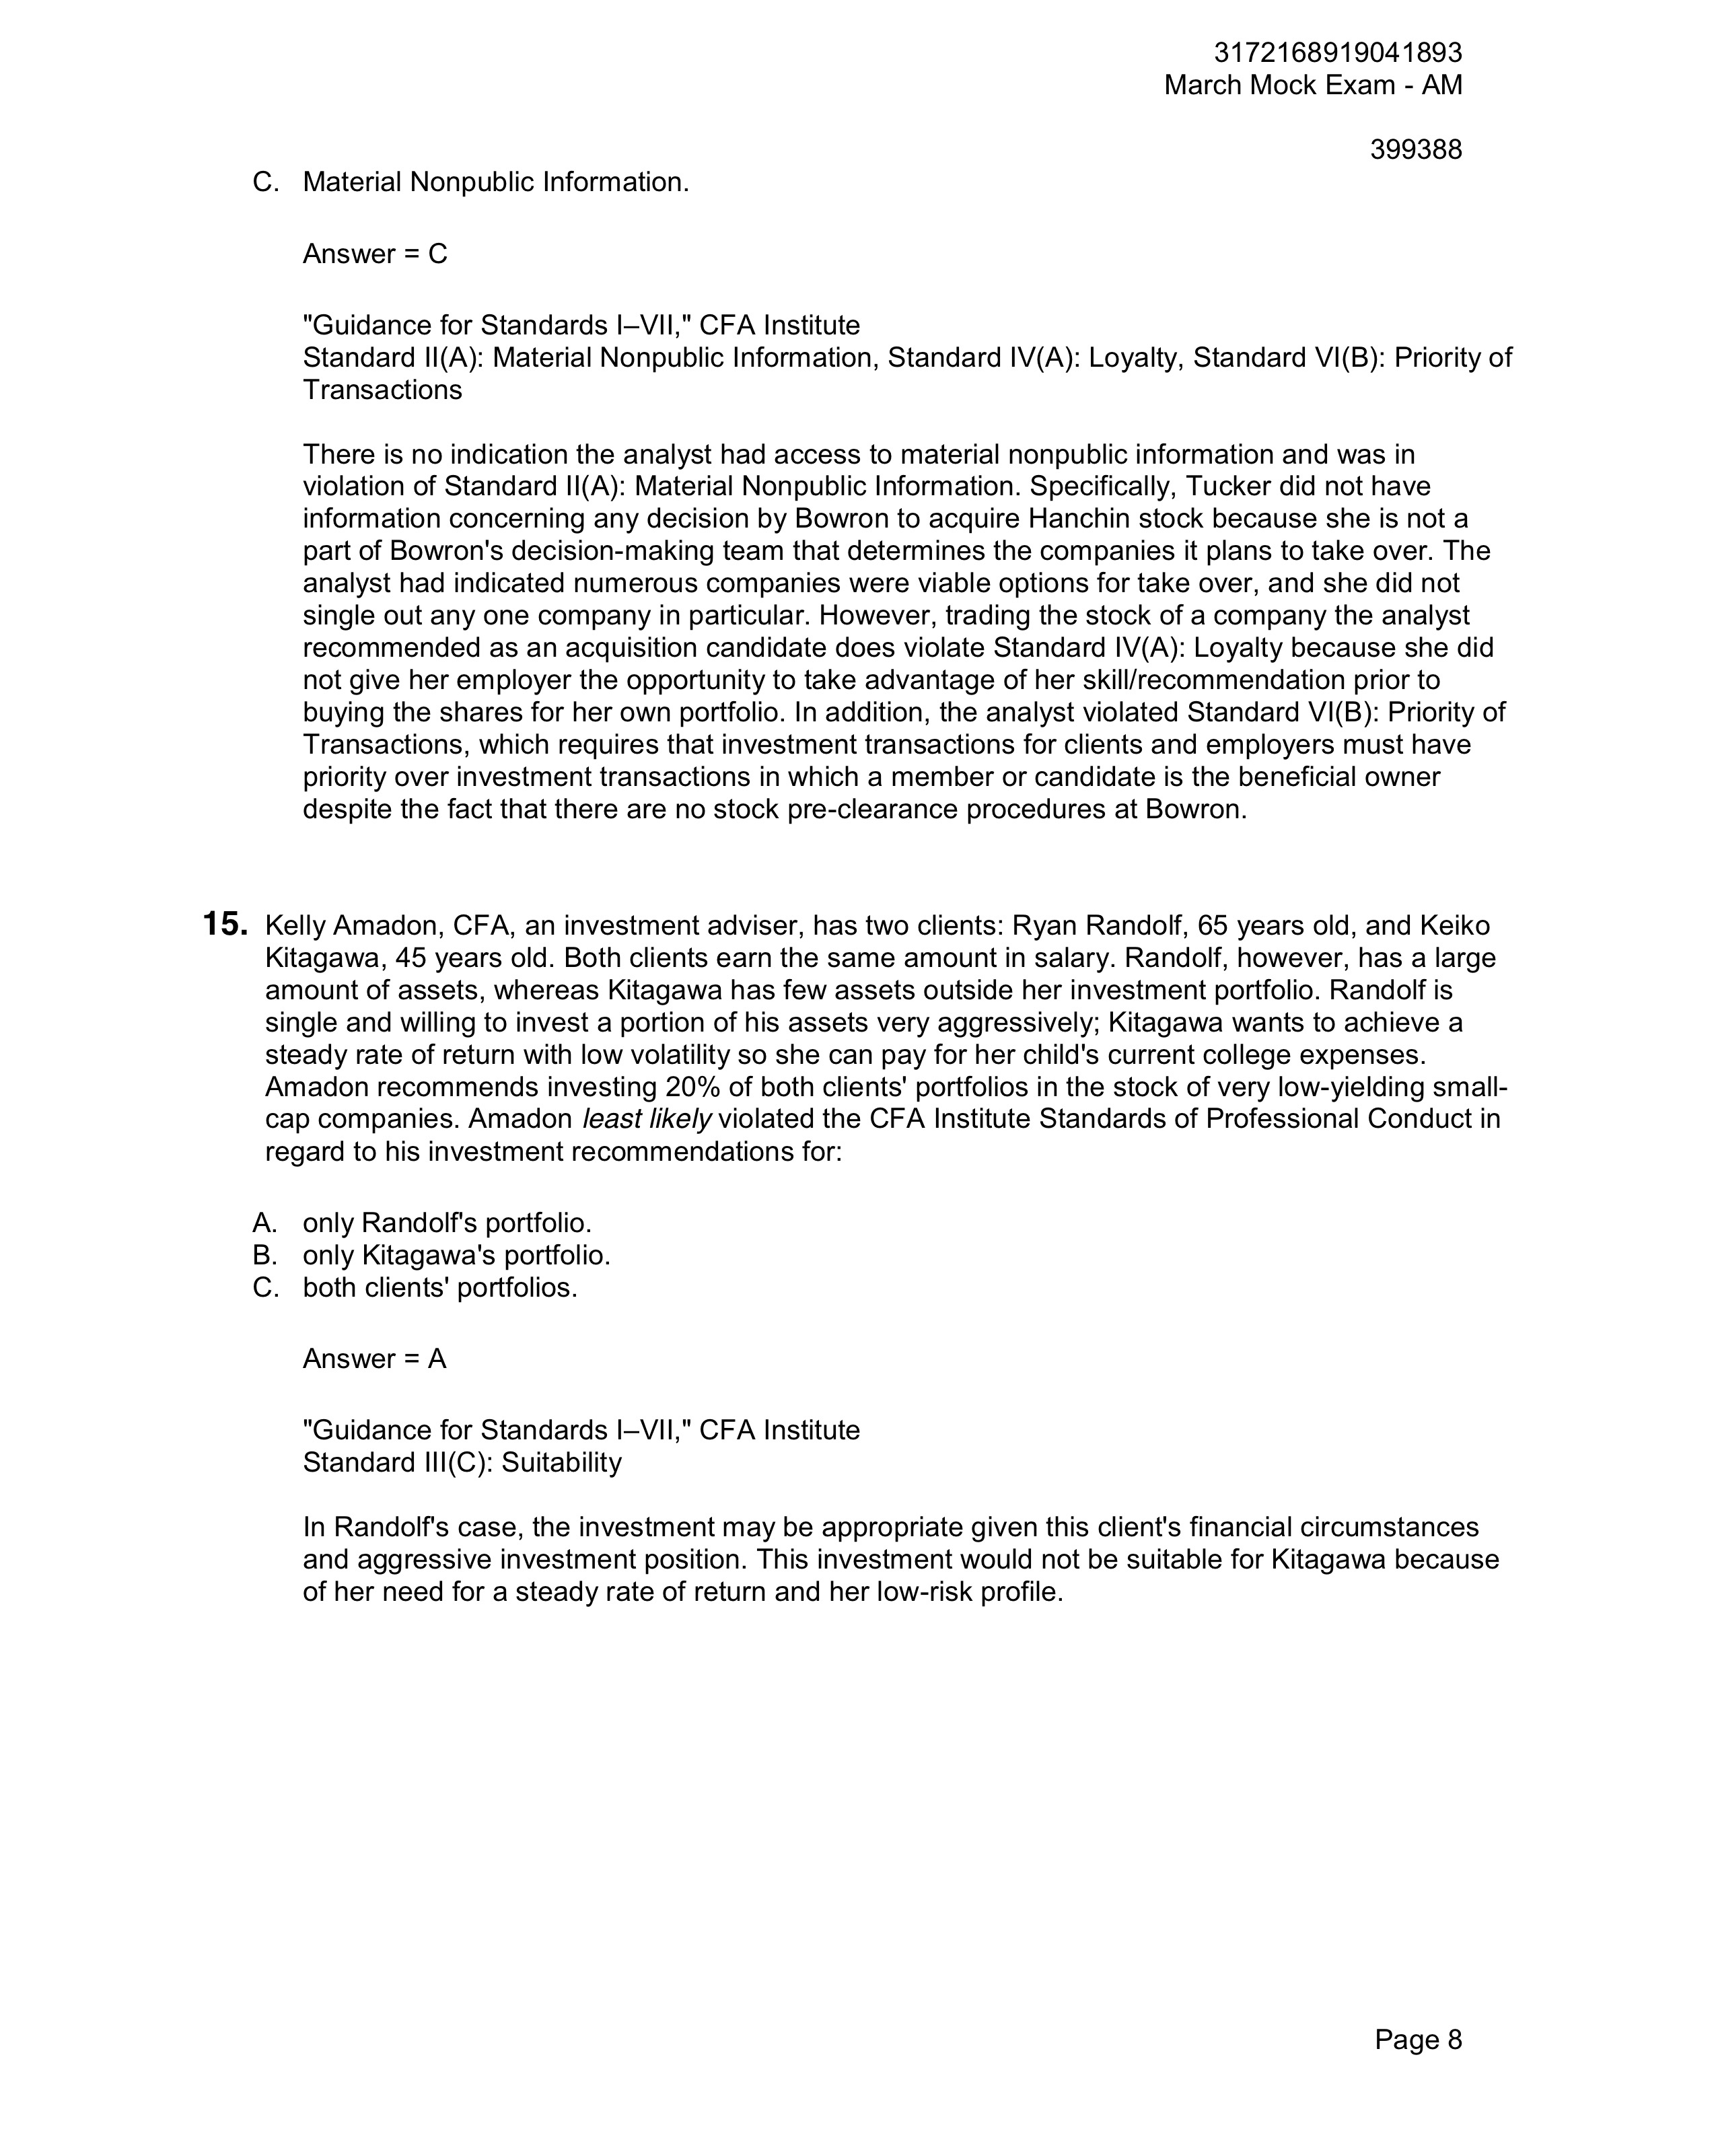 3172168919041893
March Mock Exam - AM
399388
C. Material Nonpublic Information.
Answer = C
"Guidance for Standards I–VII," CFA Institute
Standard II(A): Material Nonpublic Information, Standard IV(A): Loyalty, Standard VI(B): Priority of
Transactions
There is no indication the analyst had access to material nonpublic information and was in
violation of Standard II(A): Material Nonpublic Information. Specifically, Tucker did not have
information concerning any decision by Bowron to acquire Hanchin stock because she is not a
part of Bowron's decision-making team that determines the companies it plans to take over. The
analyst had indicated numerous companies were viable options for take over, and she did not
single out any one company in particular. However, trading the stock of a company the analyst
recommended as an acquisition candidate does violate Standard IV(A): Loyalty because she did
not give her employer the opportunity to take advantage of her skill/recommendation prior to
buying the shares for her own portfolio. In addition, the analyst violated Standard VI(B): Priority of
Transactions, which requires that investment transactions for clients and employers must have
priority over investment transactions in which a member or candidate is the beneficial owner
despite the fact that there are no stock pre-clearance procedures at Bowron.
15. Kelly Amadon, CFA, an investment adviser, has two clients: Ryan Randolf, 65 years old, and Keiko
Kitagawa, 45 years old. Both clients earn the same amount in salary. Randolf, however, has a large
amount of assets, whereas Kitagawa has few assets outside her investment portfolio. Randolf is
single and willing to invest a portion of his assets very aggressively; Kitagawa wants to achieve a
steady rate of return with low volatility so she can pay for her child's current college expenses.
Amadon recommends investing 20% of both clients' portfolios in the stock of very low-yielding small-
cap companies. Amadon least likely violated the CFA Institute Standards of Professional Conduct in
regard to his investment recommendations for:
A. only Randolf's portfolio.
B. only Kitagawa's portfolio.
C. both clients' portfolios.
Answer = A
"Guidance for Standards I–VII," CFA Institute
Standard III(C): Suitability
In Randolf's case, the investment may be appropriate given this client's financial circumstances
and aggressive investment position. This investment would not be suitable for Kitagawa because
of her need for a steady rate of return and her low-risk profile.
Page 8